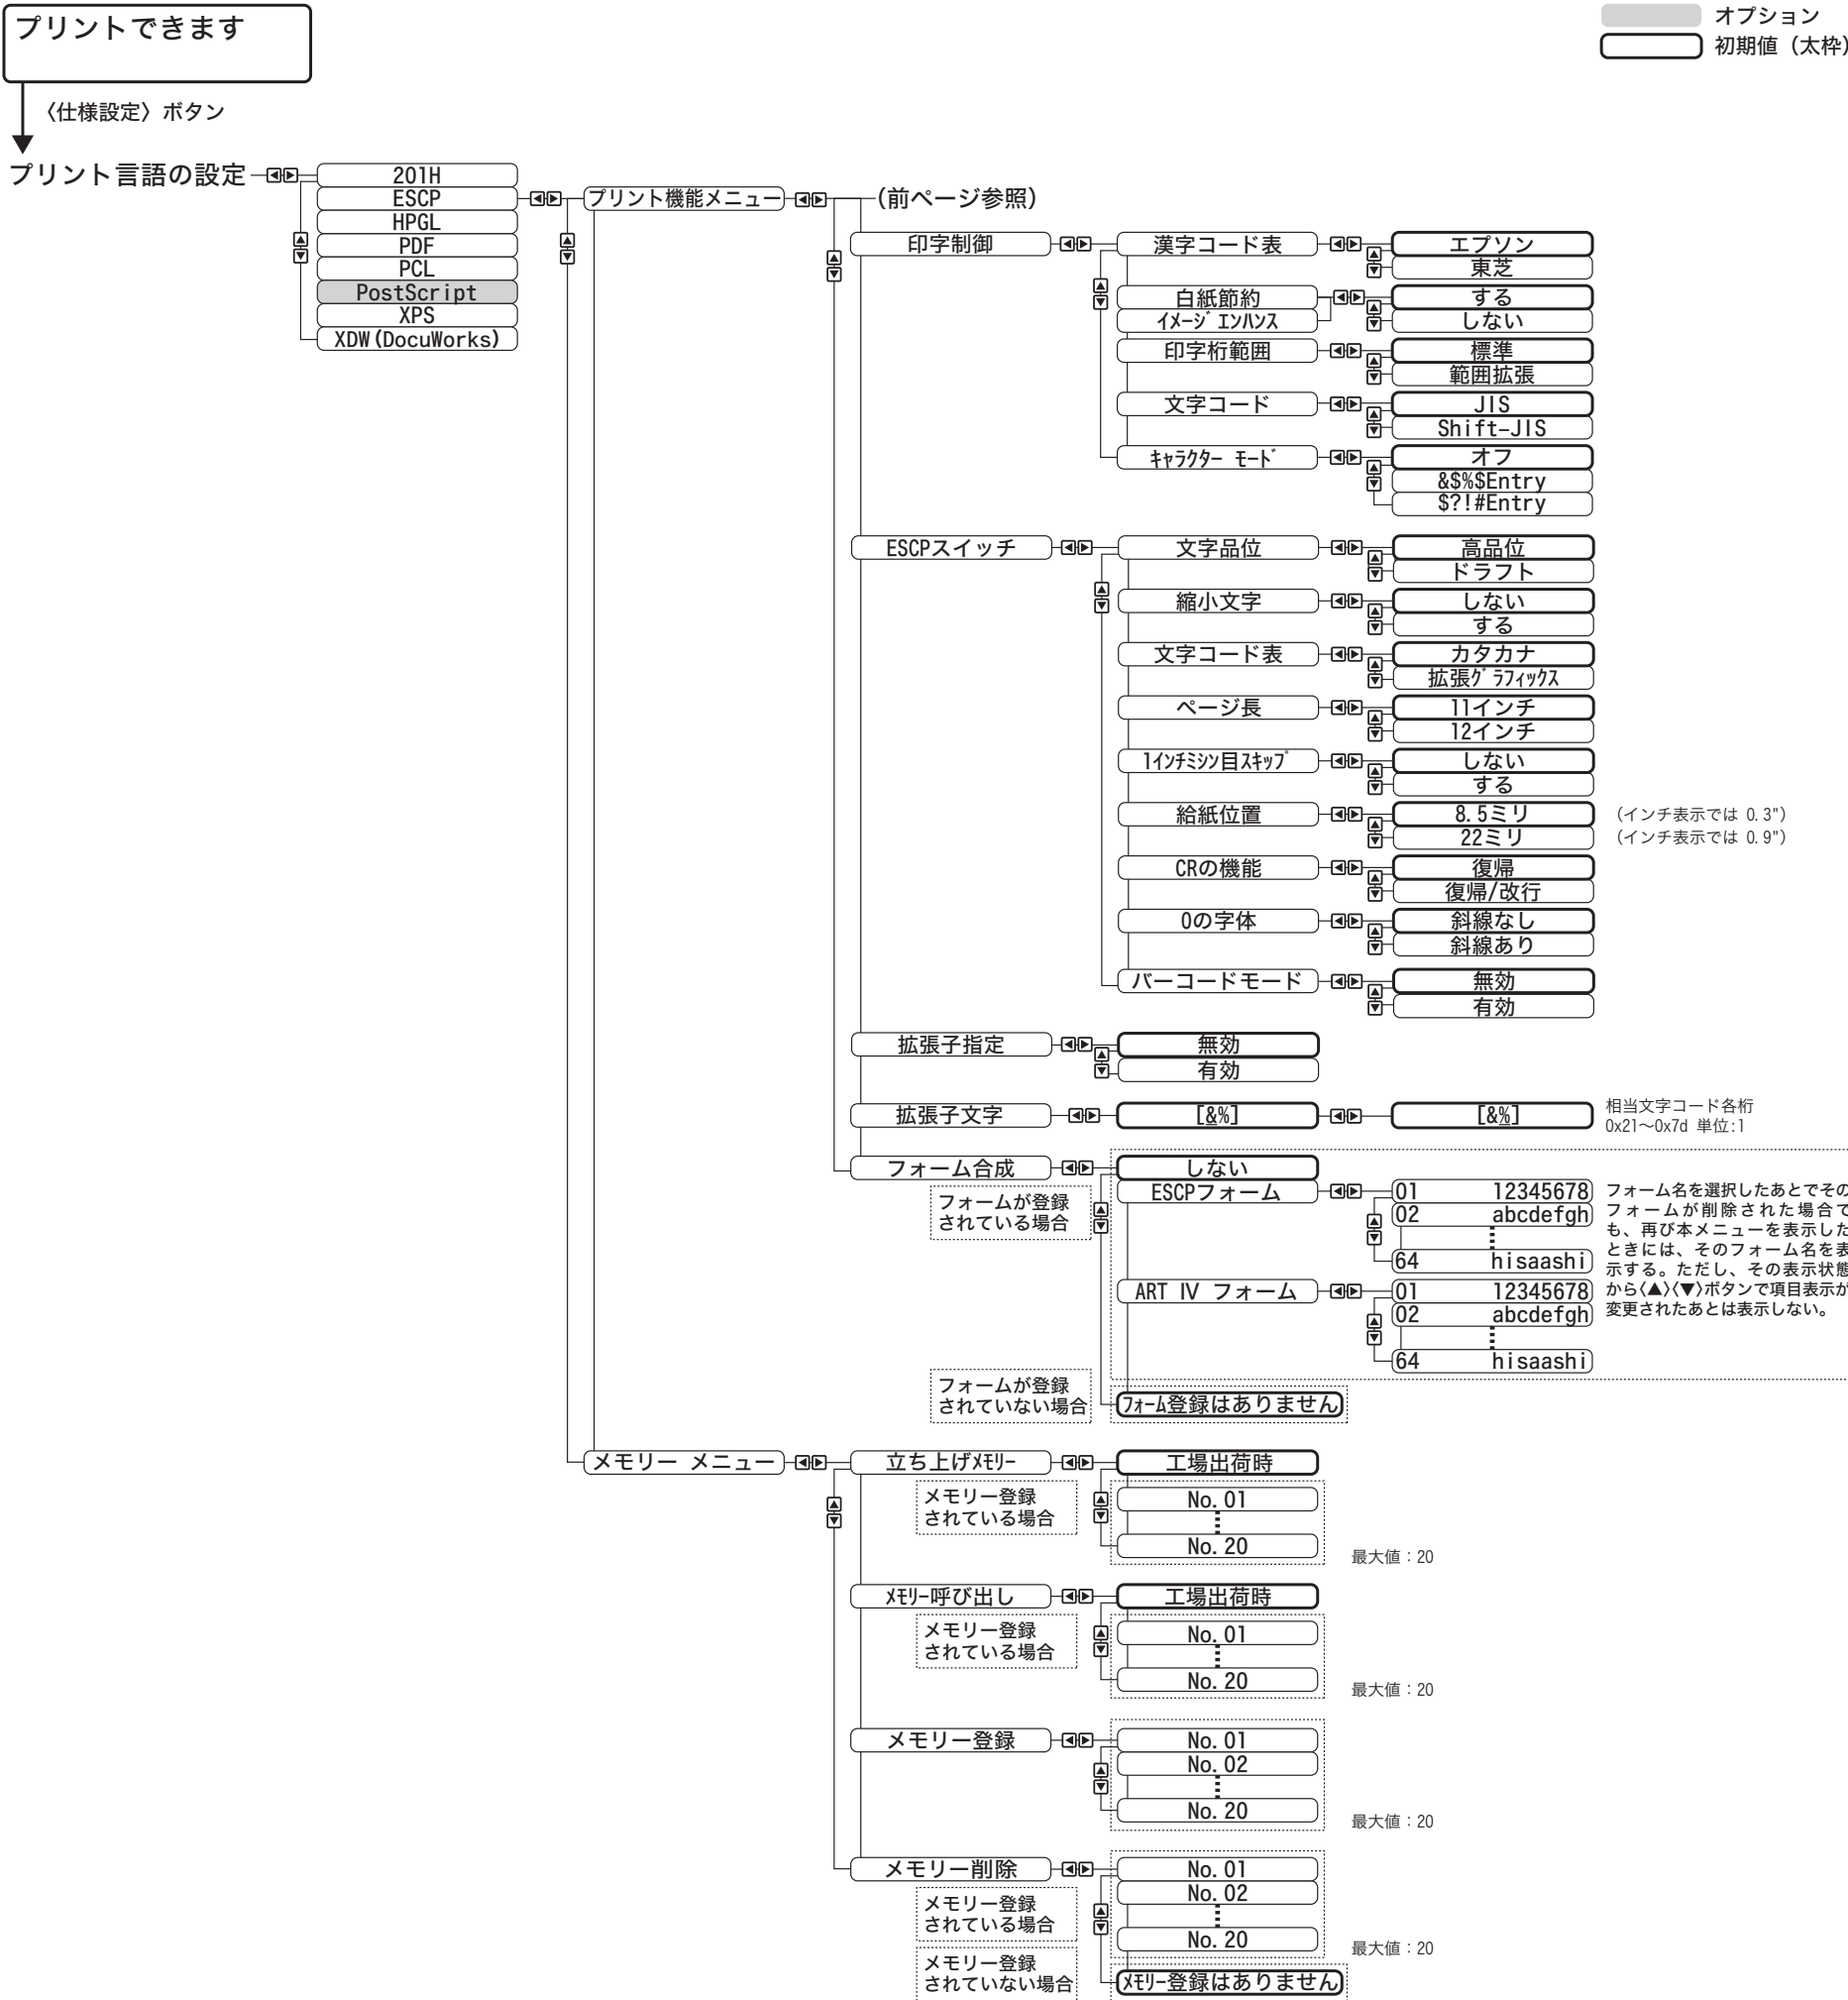 プリントできます
オプション
初期値（太枠）
〈仕様設定〉ボタン
プリント言語の設定
201H
ESCP
HPGL
PDF
PCL
PostScript
XPS
XDW(DocuWorks)
プリント機能メニュー
(前ページ参照)
印字制御
漢字コード表
エプソン
東芝
白紙節約
イメージエンハンス
する
しない
印字桁範囲
標準
範囲拡張
文字コード
JIS
Shift-JIS
キャラクター モード
オフ
&$%$Entry
$?!#Entry
ESCPスイッチ
文字品位
高品位
ドラフト
縮小文字
しない
する
文字コード表
カタカナ
拡張グラフィックス
ページ長
11インチ
12インチ
1インチミシン目スキップ
しない
する
給紙位置
8.5ミリ
（インチ表示では 0.3"）
22ミリ
（インチ表示では 0.9"）
CRの機能
復帰
復帰/改行
0の字体
斜線なし
斜線あり
バーコードモード
無効
有効
拡張子指定
無効
有効
拡張子文字
[&%]
[&%]
相当文字コード各桁
0x21～0x7d 単位:1
フォーム合成
しない
フォームが登録
されている場合
ESCPフォーム
01 12345678
02 abcdefgh
64 hisaashi
ART IV フォーム
01 12345678
02 abcdefgh
64 hisaashi
フォーム名を選択したあとでその
フォームが削除された場合で
も、再び本メニューを表示した
ときには、そのフォーム名を表
示する。ただし、その表示状態
から〈▲〉〈▼〉ボタンで項目表示が
変更されたあとは表示しない。
フォームが登録
されていない場合
フォーム登録はありません
メモリー メニュー
立ち上げメモリー
工場出荷時
メモリー登録
されている場合
No.01
No.20
最大値：20
メモリー呼び出し
工場出荷時
メモリー登録
されている場合
No.01
No.20
最大値：20
メモリー登録
No.01
No.02
No.20
最大値：20
メモリー削除
No.01
No.02
メモリー登録
されている場合
No.20
最大値：20
メモリー登録
されていない場合
メモリー登録はありません